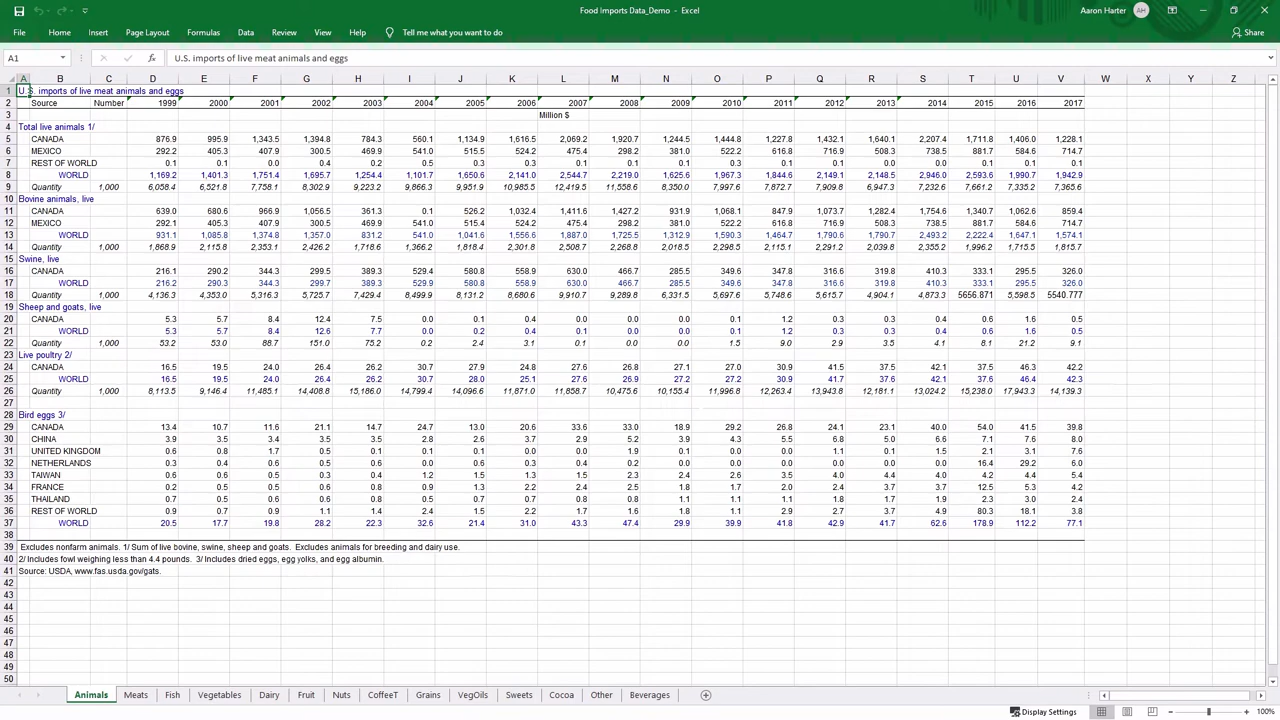 Food Imports Data_Demo - Excel
Aaron Harter AH
File Home Insert Page Layout Formulas Data Review View Help Tell me what you want to do Share
A1 fx U.S. imports of live meat animals and eggs
A B C D E F G H I J K L M N O P Q R S T U V W X Y Z
1 U.S. imports of live meat animals and eggs
2 Source Number 1999 2000 2001 2002 2003 2004 2005 2006 2007 2008 2009 2010 2011 2012 2013 2014 2015 2016 2017
3 Million $
4 Total live animals 1/
5 CANADA 876.9 995.9 1,343.5 1,394.8 784.3 560.1 1,134.9 1,616.5 2,069.2 1,920.7 1,244.5 1,444.9 1,227.8 1,432.1 1,640.1 2,207.4 1,711.8 1,406.0 1,228.1
6 MEXICO 292.2 405.3 407.9 300.5 469.9 541.0 515.5 524.2 475.4 298.2 381.0 522.2 616.8 716.9 508.3 738.5 881.7 584.6 714.7
7 REST OF WORLD 0.1 0.1 0.0 0.4 0.2 0.5 0.3 0.3 0.1 0.1 0.1 0.2 0.1 0.1 0.1 0.0 0.1 0.1 0.1
8 WORLD 1,169.2 1,401.3 1,751.4 1,695.7 1,254.4 1,101.7 1,650.6 2,141.0 2,544.7 2,219.0 1,625.6 1,967.3 1,844.6 2,149.1 2,148.5 2,946.0 2,593.6 1,990.7 1,942.9
9 Quantity 1,000 6,058.4 6,521.8 7,758.1 8,302.9 9,223.2 9,866.3 9,951.9 10,985.5 12,419.5 11,558.6 8,350.0 7,997.6 7,872.7 7,909.8 6,947.3 7,232.6 7,661.2 7,335.2 7,365.6
10 Bovine animals, live
11 CANADA 639.0 680.6 966.9 1,056.5 361.3 0.1 526.2 1,032.4 1,411.6 1,427.2 931.9 1,068.1 847.9 1,073.7 1,282.4 1,754.6 1,340.7 1,062.6 859.4
12 MEXICO 292.1 405.3 407.9 300.5 469.9 541.0 515.4 524.2 475.4 298.2 381.0 522.2 616.8 716.9 508.3 738.5 881.7 584.6 714.7
13 WORLD 931.1 1,085.8 1,374.8 1,357.0 831.2 541.0 1,041.6 1,556.6 1,887.0 1,725.5 1,312.9 1,590.3 1,464.7 1,790.6 1,790.7 2,493.2 2,222.4 1,647.1 1,574.1
14 Quantity 1,000 1,868.9 2,115.8 2,353.1 2,426.2 1,718.6 1,366.2 1,818.4 2,301.8 2,508.7 2,268.8 2,018.5 2,298.5 2,115.1 2,291.2 2,039.8 2,355.2 1,996.2 1,715.5 1,815.7
15 Swine, live
16 CANADA 216.1 290.2 344.3 299.5 389.3 529.4 580.8 558.9 630.0 466.7 285.5 349.6 347.8 316.6 319.8 410.3 333.1 295.5 326.0
17 WORLD 216.2 290.3 344.3 299.7 389.3 529.4 580.8 558.9 630.0 466.7 285.5 349.6 347.8 316.6 319.8 410.3 333.1 295.5 326.0
18 Quantity 1,000 4,136.3 4,353.0 5,316.3 5,725.7 7,429.4 8,499.9 8,131.2 8,680.6 9,910.7 9,289.8 6,331.5 5,697.6 5,748.6 5,615.7 4,904.1 4,873.3 5656.871 5,598.5 5540.777
19 Sheep and goats, live
20 CANADA 5.3 5.7 8.4 12.4 7.5 0.0 0.1 0.4 0.0 0.0 0.0 0.1 1.2 0.3 0.3 0.4 0.6 1.6 0.5
21 WORLD 5.3 5.7 8.4 12.6 7.7 0.0 0.2 0.4 0.1 0.0 0.0 0.1 1.2 0.3 0.3 0.4 0.6 1.6 0.5
22 Quantity 1,000 53.2 53.0 88.7 151.0 75.2 0.2 2.4 3.1 0.1 0.0 0.0 1.5 9.0 2.9 3.5 4.1 8.1 21.2 9.1
23 Live poultry 2/
24 CANADA 16.5 19.5 24.0 26.4 26.2 30.7 27.9 24.8 27.6 26.8 27.1 27.0 30.9 41.5 37.5 42.1 37.5 46.3 42.2
25 WORLD 16.5 19.5 24.0 26.4 26.2 30.7 28.0 25.1 27.6 26.9 27.2 27.2 30.9 41.7 37.6 42.1 37.6 46.4 42.3
26 Quantity 1,000 8,113.5 9,146.4 11,485.1 14,408.8 15,186.0 14,799.4 14,096.6 11,871.0 11,858.7 10,475.6 10,155.4 11,996.8 12,263.4 13,943.8 12,181.1 13,024.2 15,238.0 17,943.3 14,139.3
27
28 Bird eggs 3/
29 CANADA 13.4 10.7 11.6 21.1 14.7 24.7 13.0 20.6 33.6 33.0 18.9 29.2 26.8 24.1 23.1 40.0 54.0 41.5 39.8
30 CHINA 3.9 3.5 3.4 3.5 3.5 2.8 2.6 3.7 2.9 5.2 3.9 4.3 5.5 6.8 5.0 6.6 7.1 7.6 8.0
31 UNITED KINGDOM 0.6 0.8 1.7 0.5 0.1 0.1 0.1 0.0 0.0 1.9 0.1 0.0 0.0 1.1 0.1 1.5 2.1 3.1 7.6
32 NETHERLANDS 0.3 0.4 0.6 0.5 0.3 0.0 0.6 0.3 0.4 0.2 0.0 0.0 0.1 0.0 0.0 0.0 16.4 29.2 6.0
33 TAIWAN 0.6 0.6 0.5 0.3 0.4 1.2 1.5 1.3 1.5 2.3 2.4 2.6 2.2 4.0 4.4 4.0 4.2 4.4 5.4
34 FRANCE 0.2 0.5 0.5 0.6 0.8 0.9 1.3 2.2 2.4 2.5 1.8 1.7 3.4 2.4 3.7 3.7 12.5 5.3 4.2
35 THAILAND 0.7 0.5 0.6 0.6 0.8 0.5 0.7 0.7 0.8 0.8 1.1 1.1 1.0 1.8 1.7 1.9 2.3 3.0 2.4
36 REST OF WORLD 0.9 0.7 0.9 1.1 1.4 2.4 1.5 2.2 1.6 1.7 1.8 1.1 2.9 2.7 3.7 4.9 80.3 18.1 3.8
37 WORLD 20.5 17.7 19.8 28.2 22.3 32.6 21.4 31.0 43.3 47.4 29.9 39.9 41.8 42.9 41.7 62.6 178.9 112.2 77.1
38
39 Excludes nonfarm animals. 1/ Sum of live bovine, swine, sheep and goats. Excludes animals for breeding and dairy use.
40 2/ Includes fowl weighing less than 4.4 pounds. 3/ Includes dried eggs, egg yolks, and egg albumin.
41 Source: USDA, www.fas.usda.gov/gats.
42
43
44
45
46
47
48
49
50
Animals Meats Fish Vegetables Dairy Fruit Nuts CoffeeT Grains VegOils Sweets Cocoa Other Beverages
Display Settings 100%